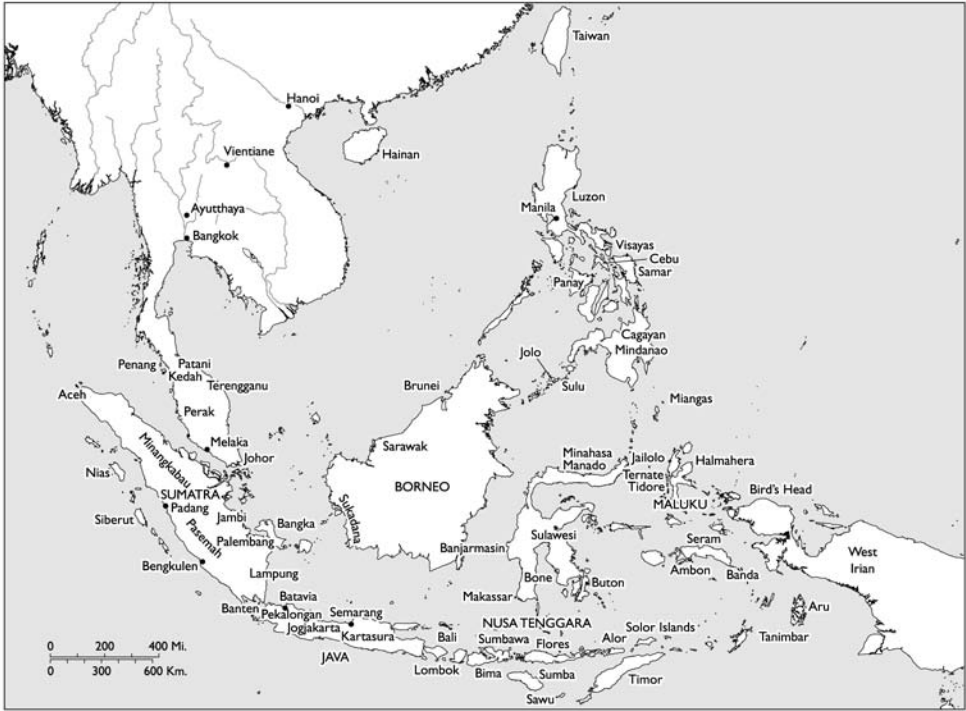 Taiwan
Hanoi
Hainan
Vientiane
Luzon
Ayutthaya
Manila
Bangkok
Visayas
Cebu
Samar
Panay
Cagayan
Mindanao
Jolo
Penang
Patani
Kedah
Terengganu
Brunei
Sulu
Aceh
Miangas
Perak
Melaka
Sarawak
Johor
Minahasa
Manado
Jailolo
Halmahera
Minangkabau
Nias
Ternate
Tidore
BORNEO
Bird's Head
SUMATRA
MALUKU
Padang
Sukadana
Siberut
Jambi
Bangka
Pasemah
Palembang
Sulawesi
Seram
Banjarmasin
West
Irian
Bengkulen
Ambon
Banda
Lampung
Bone
Buton
Batavia
Makassar
Banten
Pekalongan
Semarang
Aru
NUSA TENGGARA
Jogjakarta
Kartasura
Bali
Sumbawa
Flores
Alor
Solor Islands
Tanimbar
0 200 400 Mi.
0 300 600 Km.
JAVA
Lombok
Bima
Sumba
Timor
Sawu